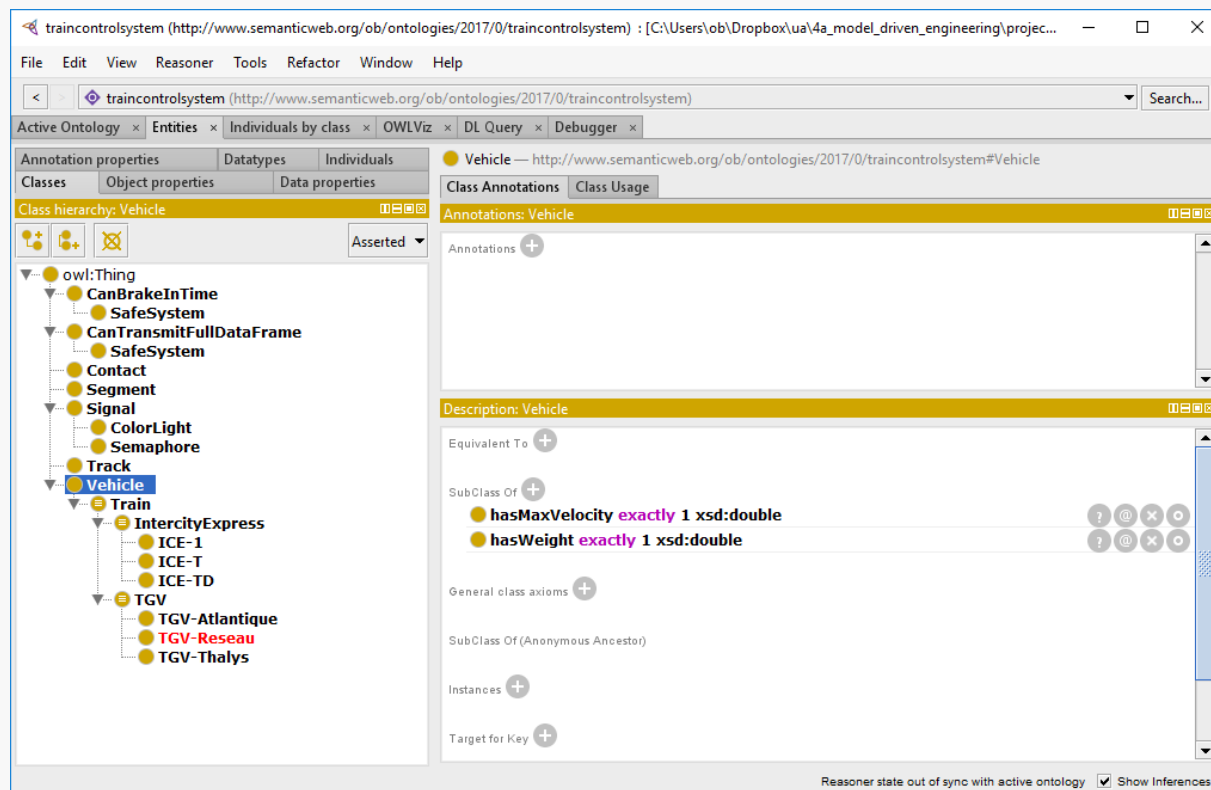 traincontrolsystem (http://www.semanticweb.org/ob/ontologies/2017/0/traincontrolsystem) : [C:\Users\ob\Dropbox\ua\4a_model_driven_engineering\projec...
File Edit View Reasoner Tools Refactor Window Help
< > traincontrolsystem (http://www.semanticweb.org/ob/ontologies/2017/0/traincontrolsystem) Search...
Active Ontology × Entities × Individuals by class × OWLViz × DL Query × Debugger ×
Annotation properties Datatypes Individuals
Classes Object properties Data properties
Class hierarchy: Vehicle
Asserted
owl:Thing
CanBrakeInTime
SafeSystem
CanTransmitFullDataFrame
SafeSystem
Contact
Segment
Signal
ColorLight
Semaphore
Track
Vehicle
Train
IntercityExpress
ICE-1
ICE-T
ICE-TD
TGV
TGV-Atlantique
TGV-Reseau
TGV-Thalys
Vehicle — http://www.semanticweb.org/ob/ontologies/2017/0/traincontrolsystem#Vehicle
Class Annotations Class Usage
Annotations: Vehicle
Annotations
Description: Vehicle
Equivalent To
SubClass Of
hasMaxVelocity exactly 1 xsd:double
? @ × o
hasWeight exactly 1 xsd:double
? @ × o
General class axioms
SubClass Of (Anonymous Ancestor)
Instances
Target for Key
Reasoner state out of sync with active ontology Show Inferences